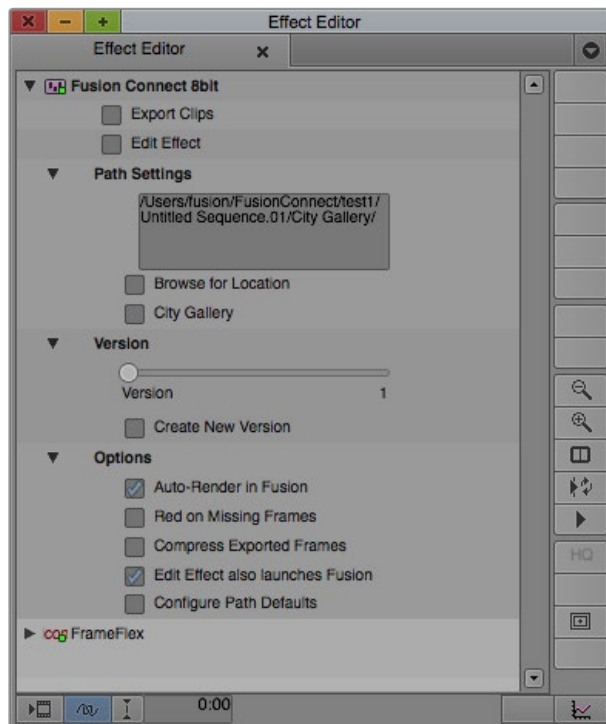 Effect Editor
Effect Editor
Fusion Connect 8bit
Export Clips
Edit Effect
Path Settings
/Users/fusion/FusionConnect/test1/
Untitled Sequence.01/City Gallery/
Browse for Location
City Gallery
Version
Version 1
Create New Version
Options
Auto-Render in Fusion
Red on Missing Frames
Compress Exported Frames
Edit Effect also launches Fusion
Configure Path Defaults
HQ
FrameFlex
0:00